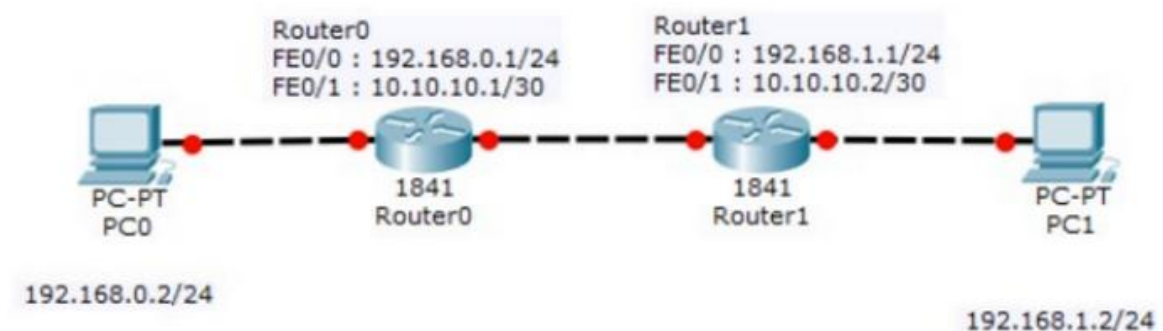 Router0
FE0/0 : 192.168.0.1/24
FE0/1 : 10.10.10.1/30
Router1
FE0/0 : 192.168.1.1/24
FE0/1 : 10.10.10.2/30
PC-PT
PC0
1841
Router0
1841
Router1
PC-PT
PC1
192.168.0.2/24
192.168.1.2/24